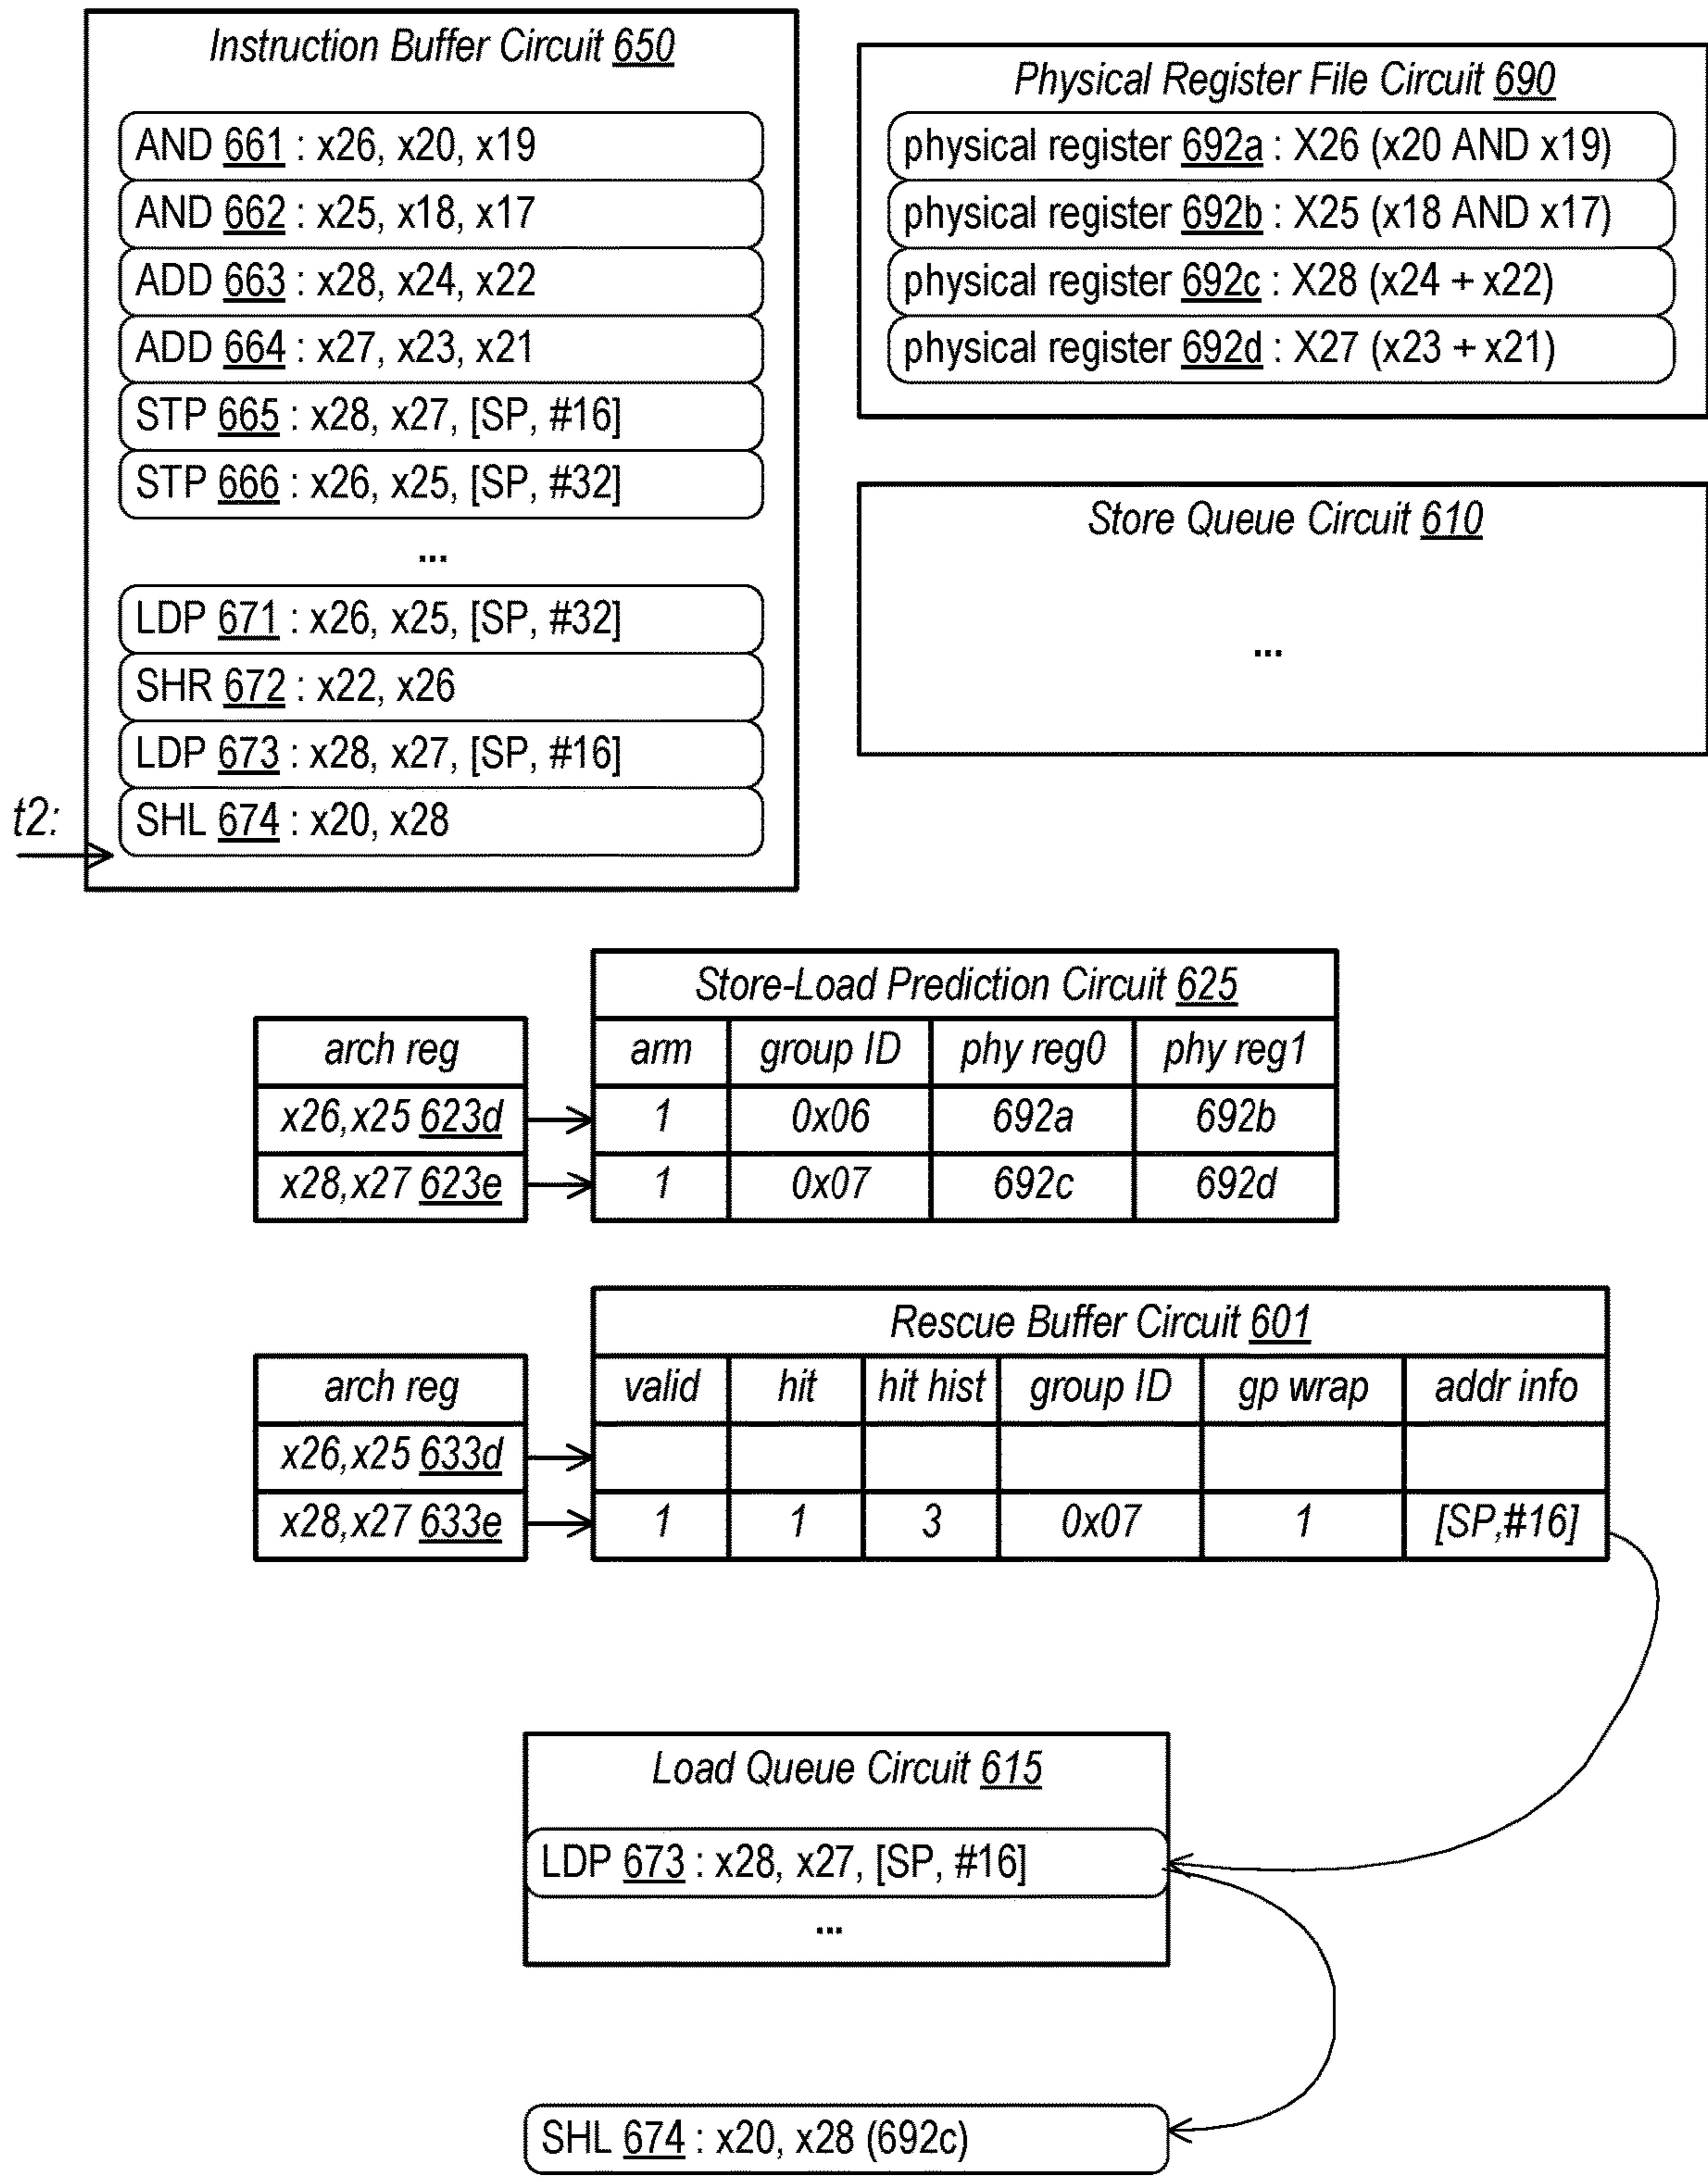 Instruction Buffer Circuit 650
AND 661 : x26, x20, x19
AND 662 : x25, x18, x17
ADD 663 : x28, x24, x22
ADD 664 : x27, x23, x21
STP 665 : x28, x27, [SP, #16]
STP 666 : x26, x25, [SP, #32]
...
LDP 671 : x26, x25, [SP, #32]
SHR 672 : x22, x26
LDP 673 : x28, x27, [SP, #16]
SHL 674 : x20, x28
t2:
Physical Register File Circuit 690
physical register 692a : X26 (x20 AND x19)
physical register 692b : X25 (x18 AND x17)
physical register 692c : X28 (x24 + x22)
physical register 692d : X27 (x23 + x21)
Store Queue Circuit 610
...
Store-Load Prediction Circuit 625
arch reg arm group ID phy reg0 phy reg1
x26,x25 623d 1 0x06 692a 692b
x28,x27 623e 1 0x07 692c 692d
Rescue Buffer Circuit 601
arch reg valid hit hit hist group ID gp wrap addr info
x26,x25 633d
x28,x27 633e 1 1 3 0x07 1 [SP,#16]
Load Queue Circuit 615
LDP 673 : x28, x27, [SP, #16]
...
SHL 674 : x20, x28 (692c)